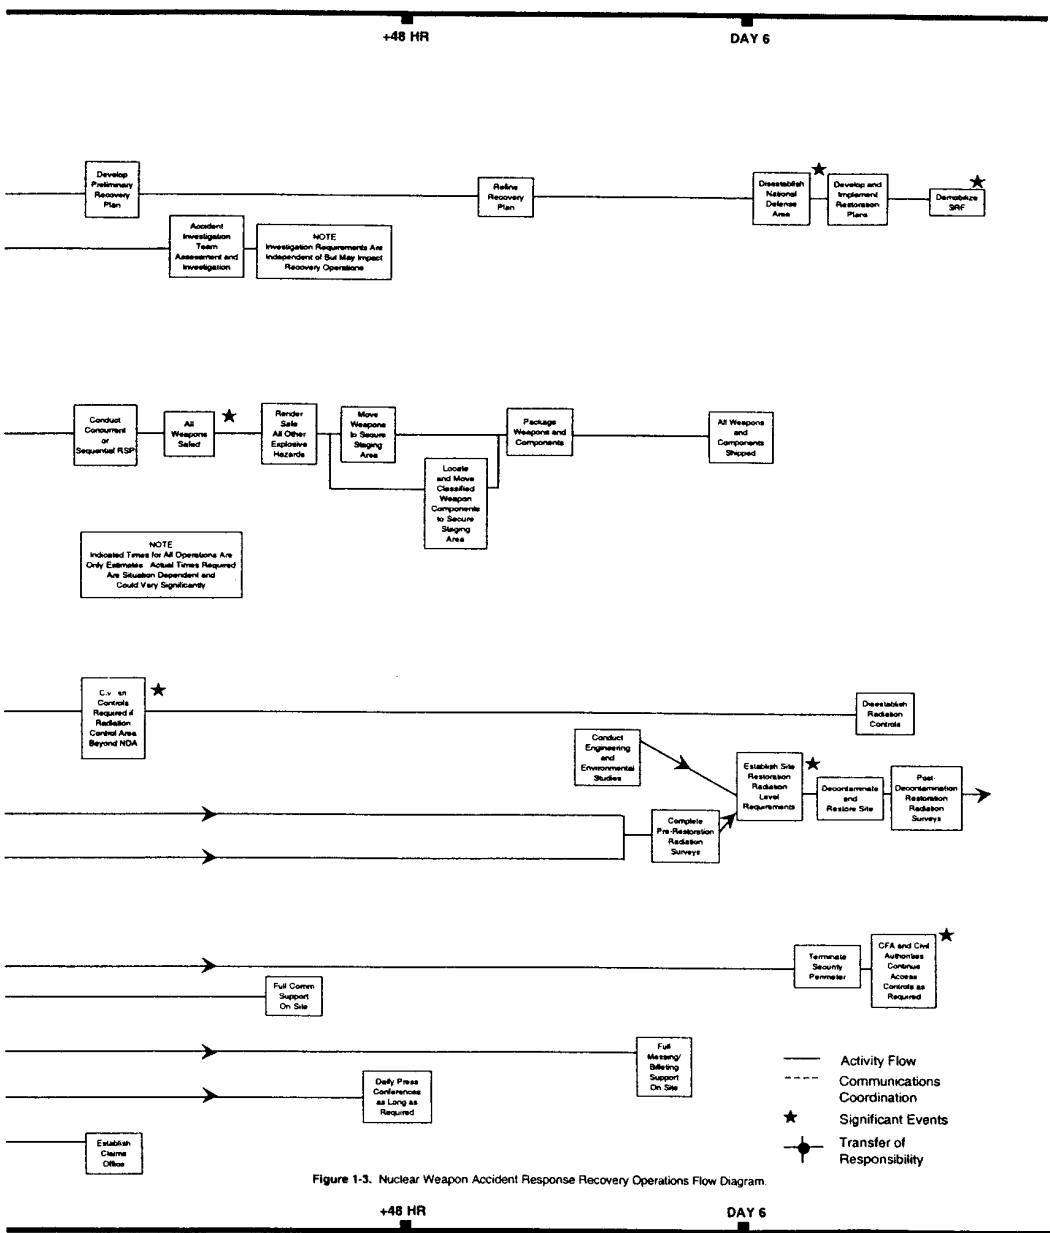 +48 HR
DAY 6
Develop
Preliminary
Recovery
Plan
Refine
Recovery
Plan
Disestablish
National
Defense
Area
Develop and
Implement
Restoration
Plans
Demobilize
SRF
Accident
Investigation
Team
Assessment and
Investigation
NOTE
Investigation Requirements Are
Independent of But May Impact
Recovery Operations
Conduct
Concurrent
or
Sequential RSP
All
Weapons
Safed
Render
Safe
All Other
Explosive
Hazards
Move
Weapons
to Secure
Staging
Area
Locate
and Move
Classified
Weapon
Components
to Secure
Staging
Area
Package
Weapons and
Components
All Weapons
and
Components
Shipped
NOTE
Indicated Times for All Operations Are
Only Estimates Actual Times Required
Are Situation Dependent and
Could Vary Significantly
Controls
Required if
Radiation
Control Area
Beyond NDA
Disestablish
Radiation
Controls
Conduct
Engineering
and
Environmental
Studies
Establish Site
Restoration
Radiation
Level
Requirements
Decontaminate
and
Restore Site
Post-
Decontamination
Restoration
Radiation
Surveys
Complete
Pre-Restoration
Radiation
Surveys
Terminate
Security
Perimeter
CFA and Civil
Authorities
Continue
Access
Controls as
Required
Full Comm
Support
On Site
Full
Messing/
Billeting
Support
On Site
Daily Press
Conferences
as Long as
Required
Establish
Claims
Office
Activity Flow
Communications
Coordination
Significant Events
Transfer of
Responsibility
Figure 1-3. Nuclear Weapon Accident Response Recovery Operations Flow Diagram.
+48 HR
DAY 6